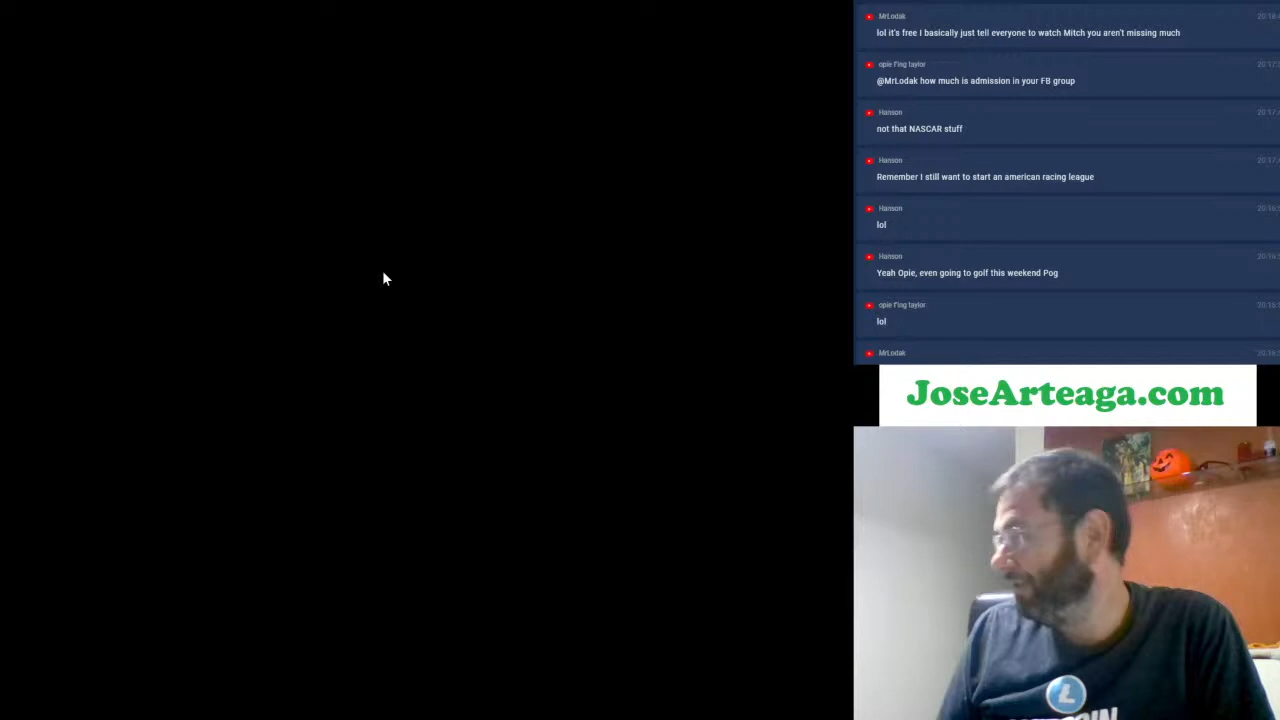 MrLodak
lol it's free I basically just tell everyone to watch Mitch you aren't missing much
opie f'ing taylor
@MrLodak how much is admission in your FB group
Hanson
not that NASCAR stuff
Hanson
Remember I still want to start an american racing league
Hanson
lol
Hanson
Yeah Opie, even going to golf this weekend Pog
opie f'ing taylor
lol
MrLodak
JoseArteaga.com